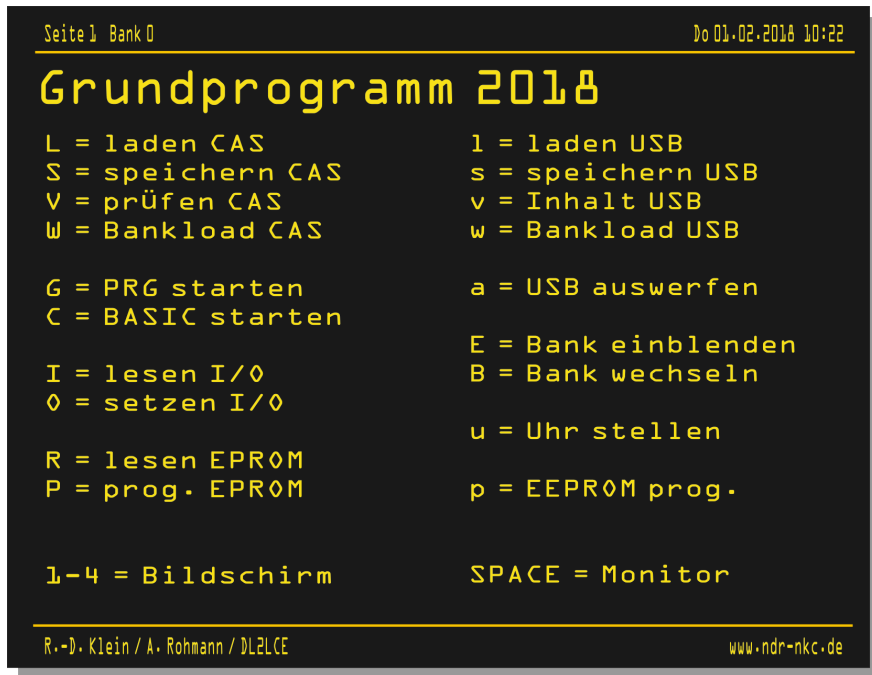 Seite 1 Bank 0
Do 01.02.2018 10:22
Grundprogramm 2018
L = laden CAS
S = speichern CAS
V = prüfen CAS
W = Bankload CAS
G = PRG starten
C = BASIC starten
I = lesen I/O
O = setzen I/O
R = lesen EPROM
P = prog. EPROM
1-4 = Bildschirm
l = laden USB
s = speichern USB
v = Inhalt USB
w = Bankload USB
a = USB auswerfen
E = Bank einblenden
B = Bank wechseln
u = Uhr stellen
p = EEPROM prog.
SPACE = Monitor
R.-D. Klein / A. Rohmann / DL2LCE
www.ndr-nkc.de